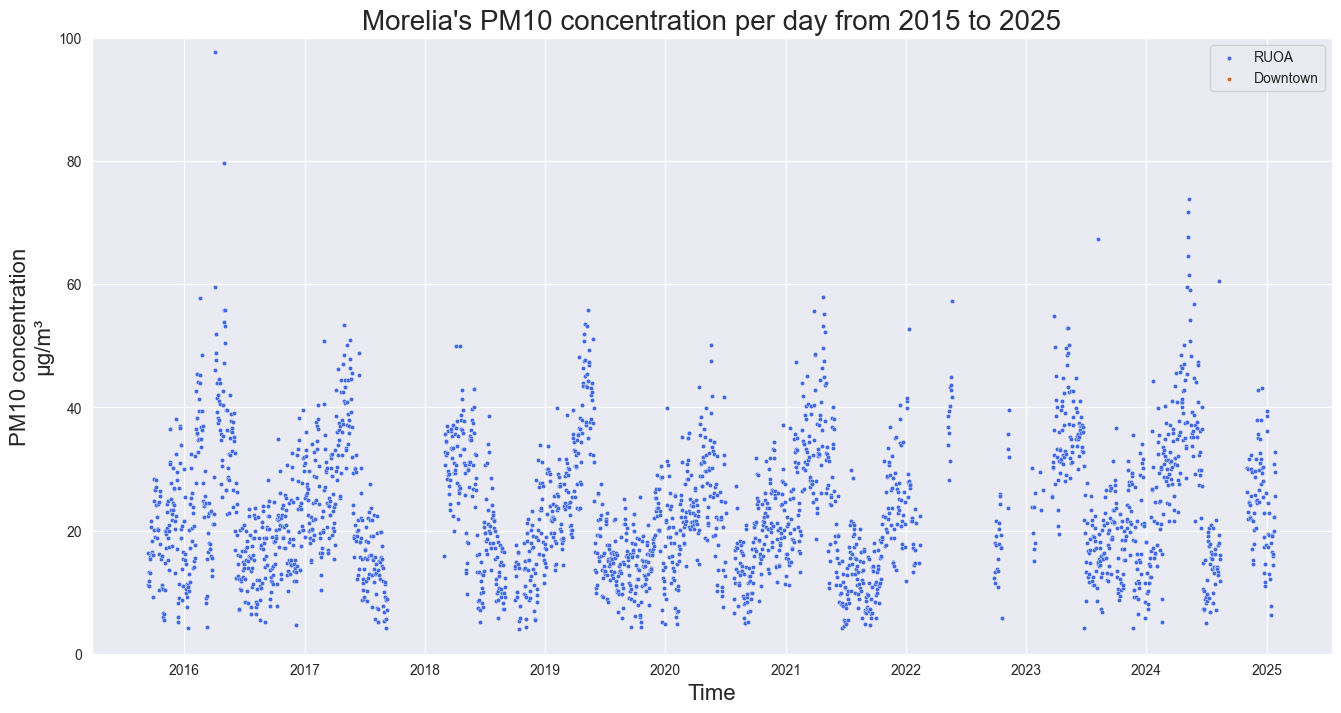 Morelia's PM10 concentration per day from 2015 to 2025
RUOA
Downtown
PM10 concentration
µg/m³
100
80
60
40
20
0
2016
2017
2018
2019
2020
2021
2022
2023
2024
2025
Time